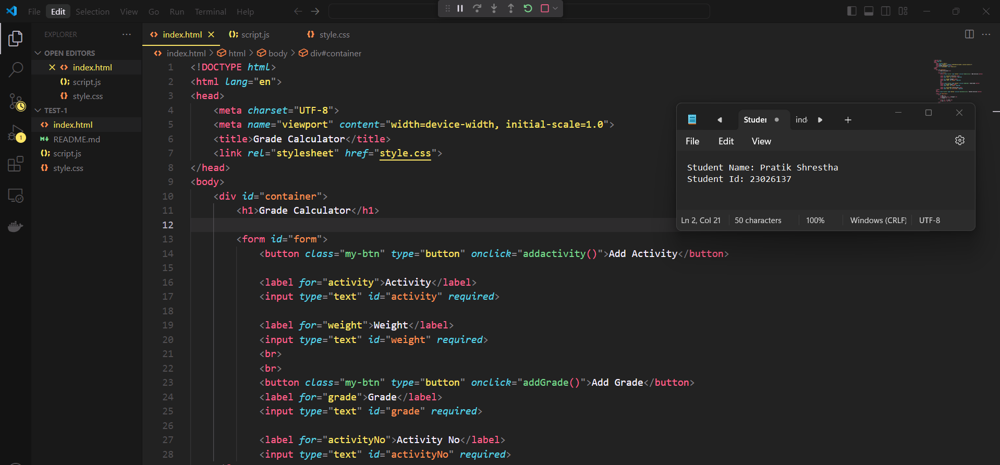 File Edit Selection View Go Run Terminal Help
EXPLORER
OPEN EDITORS
index.html
script.js
style.css
TEST-1
index.html
README.md
script.js
style.css
1
index.html script.js style.css
index.html > html > body > div#container
1 <!DOCTYPE html>
2 <html lang="en">
3 <head>
4 <meta charset="UTF-8">
5 <meta name="viewport" content="width=device-width, initial-scale=1.0">
6 <title>Grade Calculator</title>
7 <link rel="stylesheet" href="style.css">
8 </head>
9 <body>
10 <div id="container">
11 <h1>Grade Calculator</h1>
12
13 <form id="form">
14 <button class="my-btn" type="button" onclick="addactivity()">Add Activity</button>
15
16 <label for="activity">Activity</label>
17 <input type="text" id="activity" required>
18
19 <label for="weight">Weight</label>
20 <input type="text" id="weight" required>
21 <br>
22 <br>
23 <button class="my-btn" type="button" onclick="addGrade()">Add Grade</button>
24 <label for="grade">Grade</label>
25 <input type="text" id="grade" required>
26
27 <label for="activityNo">Activity No</label>
28 <input type="text" id="activityNo" required>
Studer ind
File Edit View
Student Name: Pratik Shrestha
Student Id: 23026137
Ln 2, Col 21 50 characters 100% Windows (CRLF) UTF-8